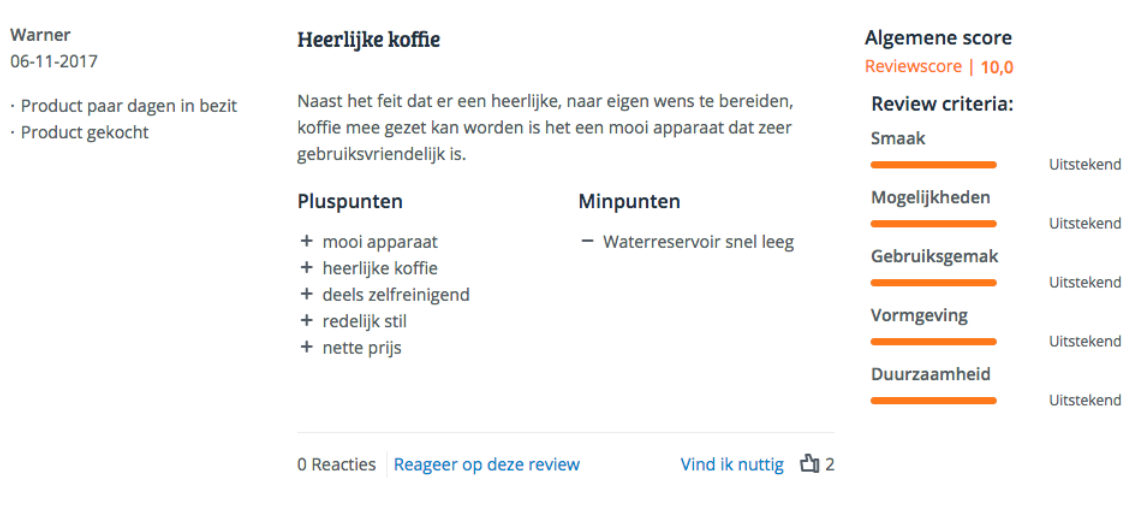 Warner
06-11-2017
· Product paar dagen in bezit
· Product gekocht
Heerlijke koffie
Naast het feit dat er een heerlijke, naar eigen wens te bereiden,
koffie mee gezet kan worden is het een mooi apparaat dat zeer
gebruiksvriendelijk is.
Pluspunten
+ mooi apparaat
+ heerlijke koffie
+ deels zelfreinigend
+ redelijk stil
+ nette prijs
Minpunten
− Waterreservoir snel leeg
0 Reacties Reageer op deze review Vind ik nuttig 2
Algemene score
Reviewscore | 10,0
Review criteria:
Smaak
Uitstekend
Mogelijkheden
Uitstekend
Gebruiksgemak
Uitstekend
Vormgeving
Uitstekend
Duurzaamheid
Uitstekend